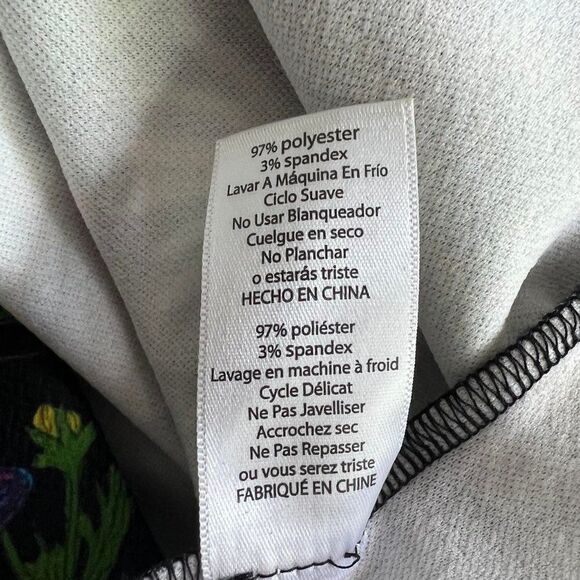 97% polyester
3% spandex
Lavar A Máquina En Frío
Ciclo Suave
No Usar Blanqueador
Cuelgue en seco
No Planchar
o estarás triste
HECHO EN CHINA
97% poliéster
3% spandex
Lavage en machine à froid
Cycle Délicat
Ne Pas Javelliser
Accrochez sec
Ne Pas Repasser
ou vous serez triste
FABRIQUÉ EN CHINE